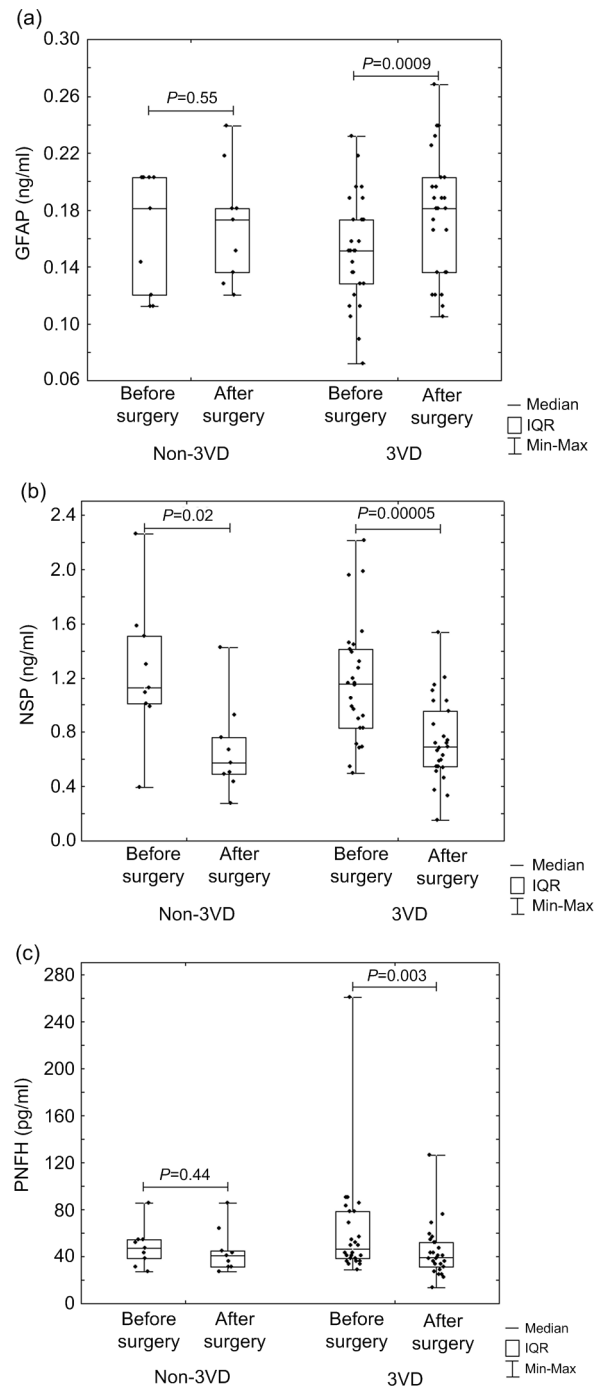 (a)
0.30
0.26
0.22
0.18
0.14
0.10
0.06
GFAP (ng/ml)
P=0.55
P=0.0009
Before surgery
After surgery
Before surgery
After surgery
Non-3VD
3VD
Median
IQR
Min-Max
(b)
2.4
2.0
1.6
1.2
0.8
0.4
0.0
NSP (ng/ml)
P=0.02
P=0.00005
Before surgery
After surgery
Before surgery
After surgery
Non-3VD
3VD
Median
IQR
Min-Max
(c)
280
240
200
160
120
80
40
0
PNFH (pg/ml)
P=0.44
P=0.003
Before surgery
After surgery
Before surgery
After surgery
Non-3VD
3VD
Median
IQR
Min-Max